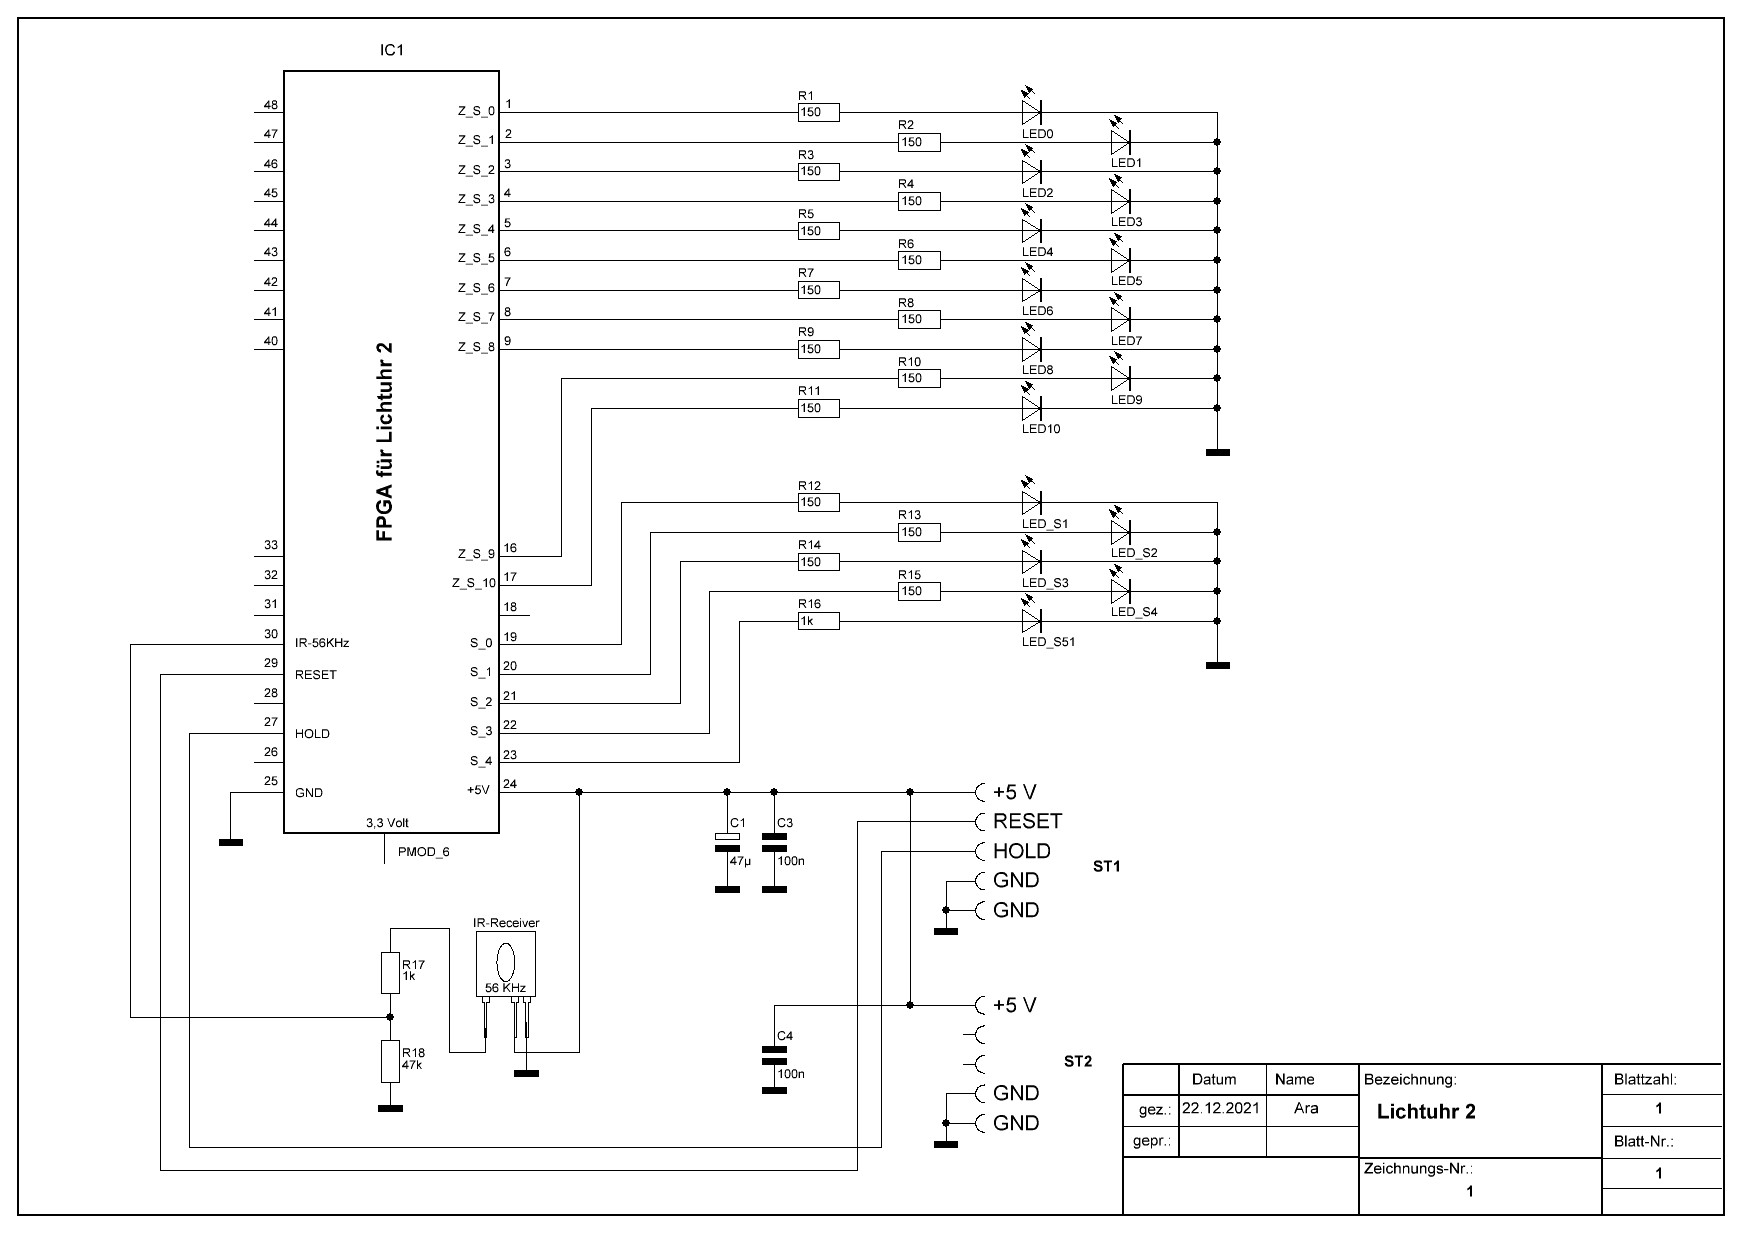 IC1
FPGA für Lichtuhr 2
48
47
46
45
44
43
42
41
40
33
32
31
30 IR-56KHz
29 RESET
28
27 HOLD
26
25 GND
Z_S_0 1
Z_S_1 2
Z_S_2 3
Z_S_3 4
Z_S_4 5
Z_S_5 6
Z_S_6 7
Z_S_7 8
Z_S_8 9
Z_S_9 16
Z_S_10 17
18
S_0 19
S_1 20
S_2 21
S_3 22
S_4 23
+5V 24
3,3 Volt
PMOD_6
R1
150
LED0
R2
150
LED1
R3
150
LED2
R4
150
LED3
R5
150
LED4
R6
150
LED5
R7
150
LED6
R8
150
LED7
R9
150
LED8
R10
150
LED9
R11
150
LED10
R12
150
LED_S1
R13
150
LED_S2
R14
150
LED_S3
R15
150
LED_S4
R16
1k
LED_S51
C1
47µ
C3
100n
+5 V
RESET
HOLD
GND
GND
ST1
IR-Receiver
56 KHz
R17
1k
R18
47k
C4
100n
+5 V
GND
GND
ST2
Datum Name
gez.: 22.12.2021 Ara
gepr.:
Bezeichnung:
Lichtuhr 2
Zeichnungs-Nr.:
1
Blattzahl:
1
Blatt-Nr.:
1